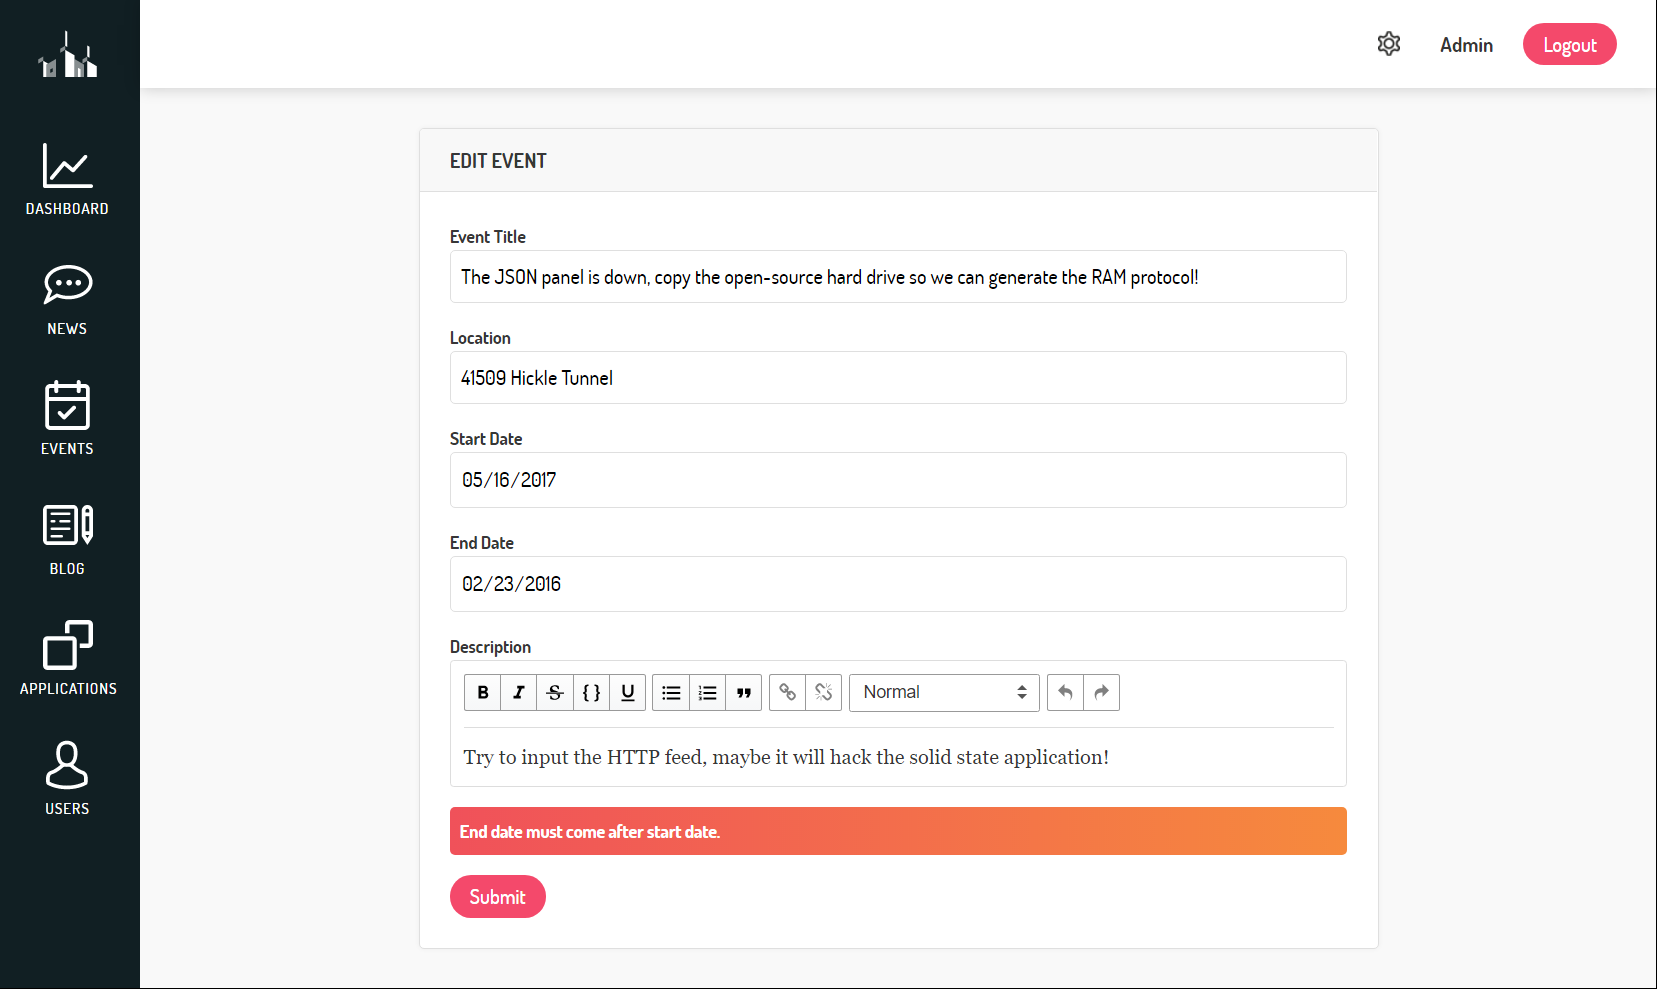 Admin
Logout
DASHBOARD
NEWS
EVENTS
BLOG
APPLICATIONS
USERS
EDIT EVENT
Event Title
The JSON panel is down, copy the open-source hard drive so we can generate the RAM protocol!
Location
41509 Hickle Tunnel
Start Date
05/16/2017
End Date
02/23/2016
Description
B I S {} U Normal
Try to input the HTTP feed, maybe it will hack the solid state application!
End date must come after start date.
Submit